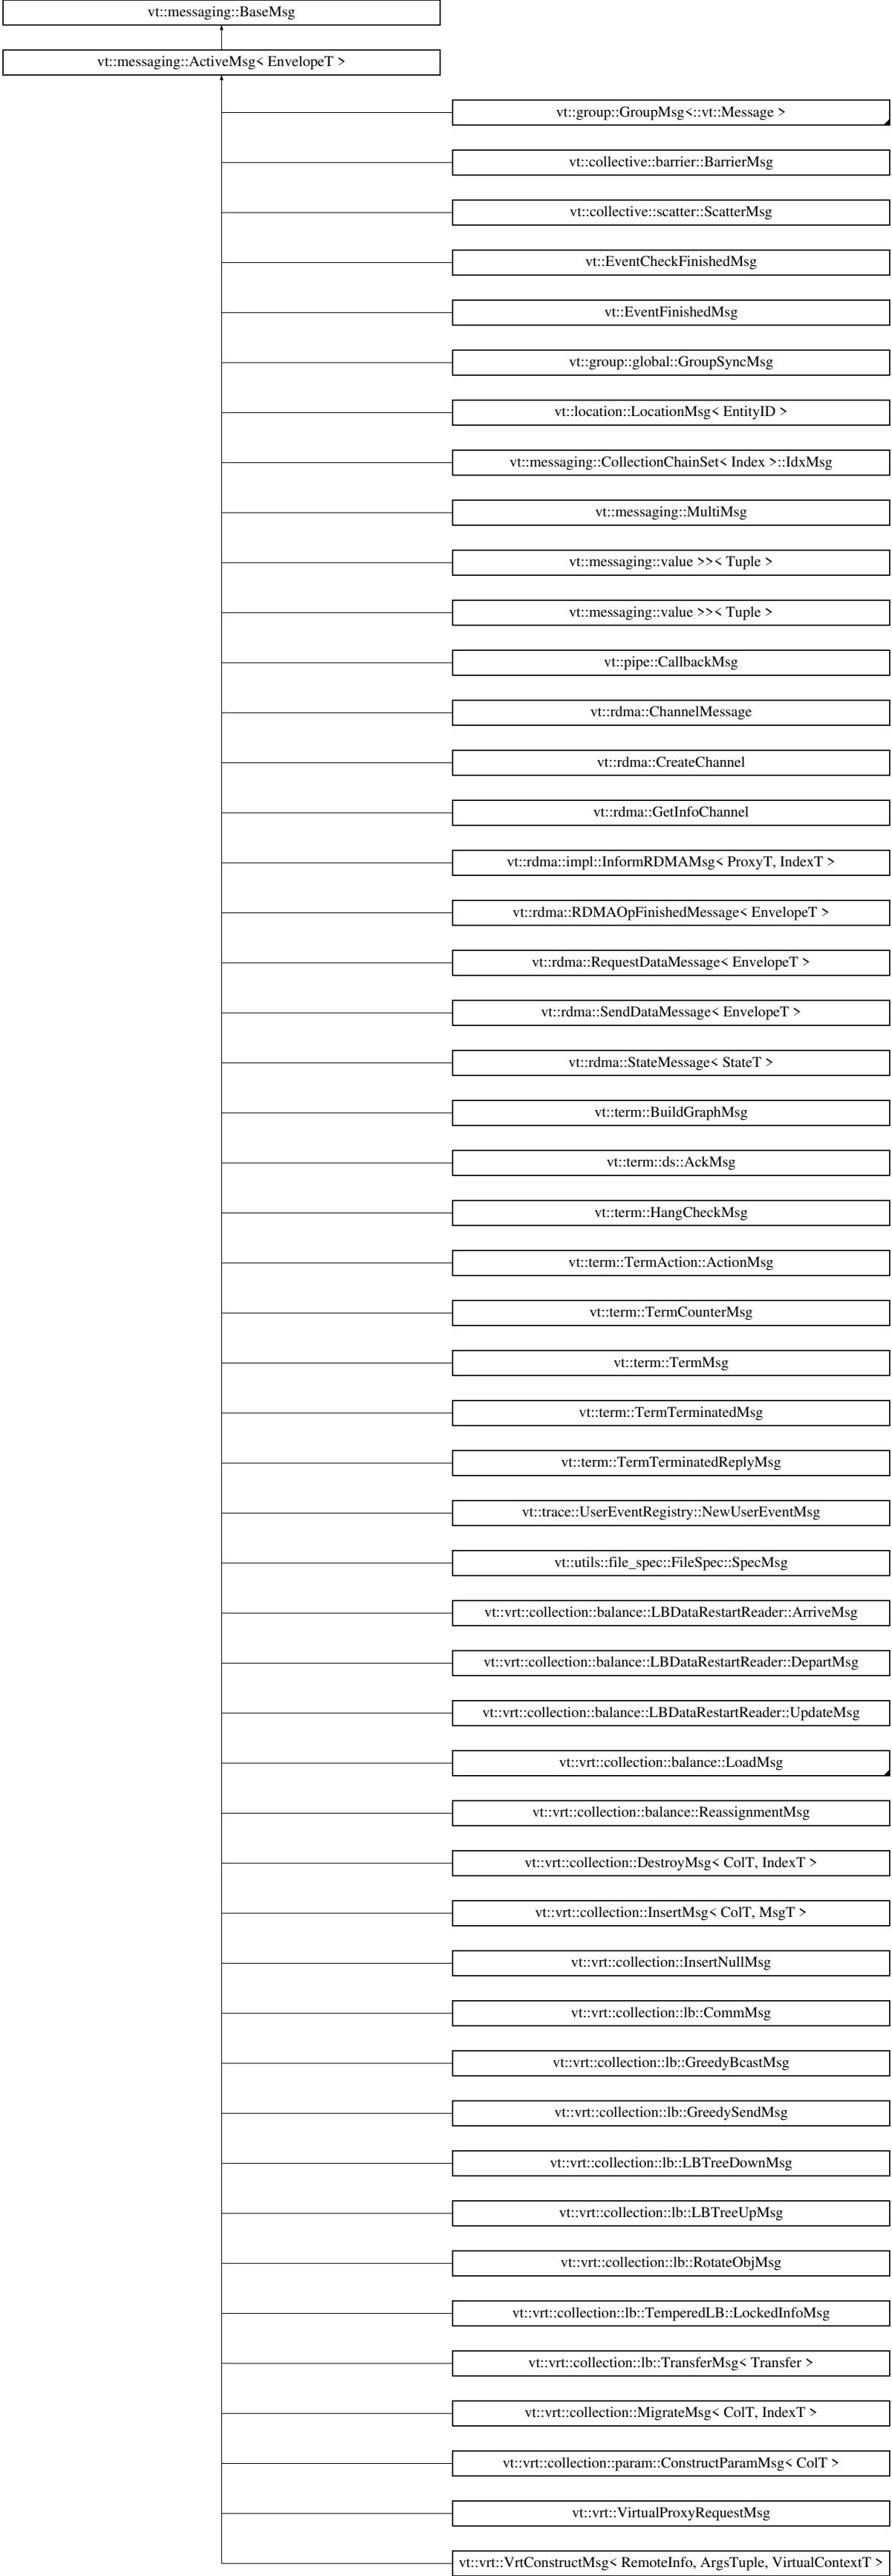 vt::messaging::BaseMsg
vt::messaging::ActiveMsg< EnvelopeT >
vt::group::GroupMsg<::vt::Message >
vt::collective::barrier::BarrierMsg
vt::collective::scatter::ScatterMsg
vt::EventCheckFinishedMsg
vt::EventFinishedMsg
vt::group::global::GroupSyncMsg
vt::location::LocationMsg< EntityID >
vt::messaging::CollectionChainSet< Index >::IdxMsg
vt::messaging::MultiMsg
vt::messaging::value >>< Tuple >
vt::messaging::value >>< Tuple >
vt::pipe::CallbackMsg
vt::rdma::ChannelMessage
vt::rdma::CreateChannel
vt::rdma::GetInfoChannel
vt::rdma::impl::InformRDMAMsg< ProxyT, IndexT >
vt::rdma::RDMAOpFinishedMessage< EnvelopeT >
vt::rdma::RequestDataMessage< EnvelopeT >
vt::rdma::SendDataMessage< EnvelopeT >
vt::rdma::StateMessage< StateT >
vt::term::BuildGraphMsg
vt::term::ds::AckMsg
vt::term::HangCheckMsg
vt::term::TermAction::ActionMsg
vt::term::TermCounterMsg
vt::term::TermMsg
vt::term::TermTerminatedMsg
vt::term::TermTerminatedReplyMsg
vt::trace::UserEventRegistry::NewUserEventMsg
vt::utils::file_spec::FileSpec::SpecMsg
vt::vrt::collection::balance::LBDataRestartReader::ArriveMsg
vt::vrt::collection::balance::LBDataRestartReader::DepartMsg
vt::vrt::collection::balance::LBDataRestartReader::UpdateMsg
vt::vrt::collection::balance::LoadMsg
vt::vrt::collection::balance::ReassignmentMsg
vt::vrt::collection::DestroyMsg< ColT, IndexT >
vt::vrt::collection::InsertMsg< ColT, MsgT >
vt::vrt::collection::InsertNullMsg
vt::vrt::collection::lb::CommMsg
vt::vrt::collection::lb::GreedyBcastMsg
vt::vrt::collection::lb::GreedySendMsg
vt::vrt::collection::lb::LBTreeDownMsg
vt::vrt::collection::lb::LBTreeUpMsg
vt::vrt::collection::lb::RotateObjMsg
vt::vrt::collection::lb::TemperedLB::LockedInfoMsg
vt::vrt::collection::lb::TransferMsg< Transfer >
vt::vrt::collection::MigrateMsg< ColT, IndexT >
vt::vrt::collection::param::ConstructParamMsg< ColT >
vt::vrt::VirtualProxyRequestMsg
vt::vrt::VrtConstructMsg< RemoteInfo, ArgsTuple, VirtualContextT >